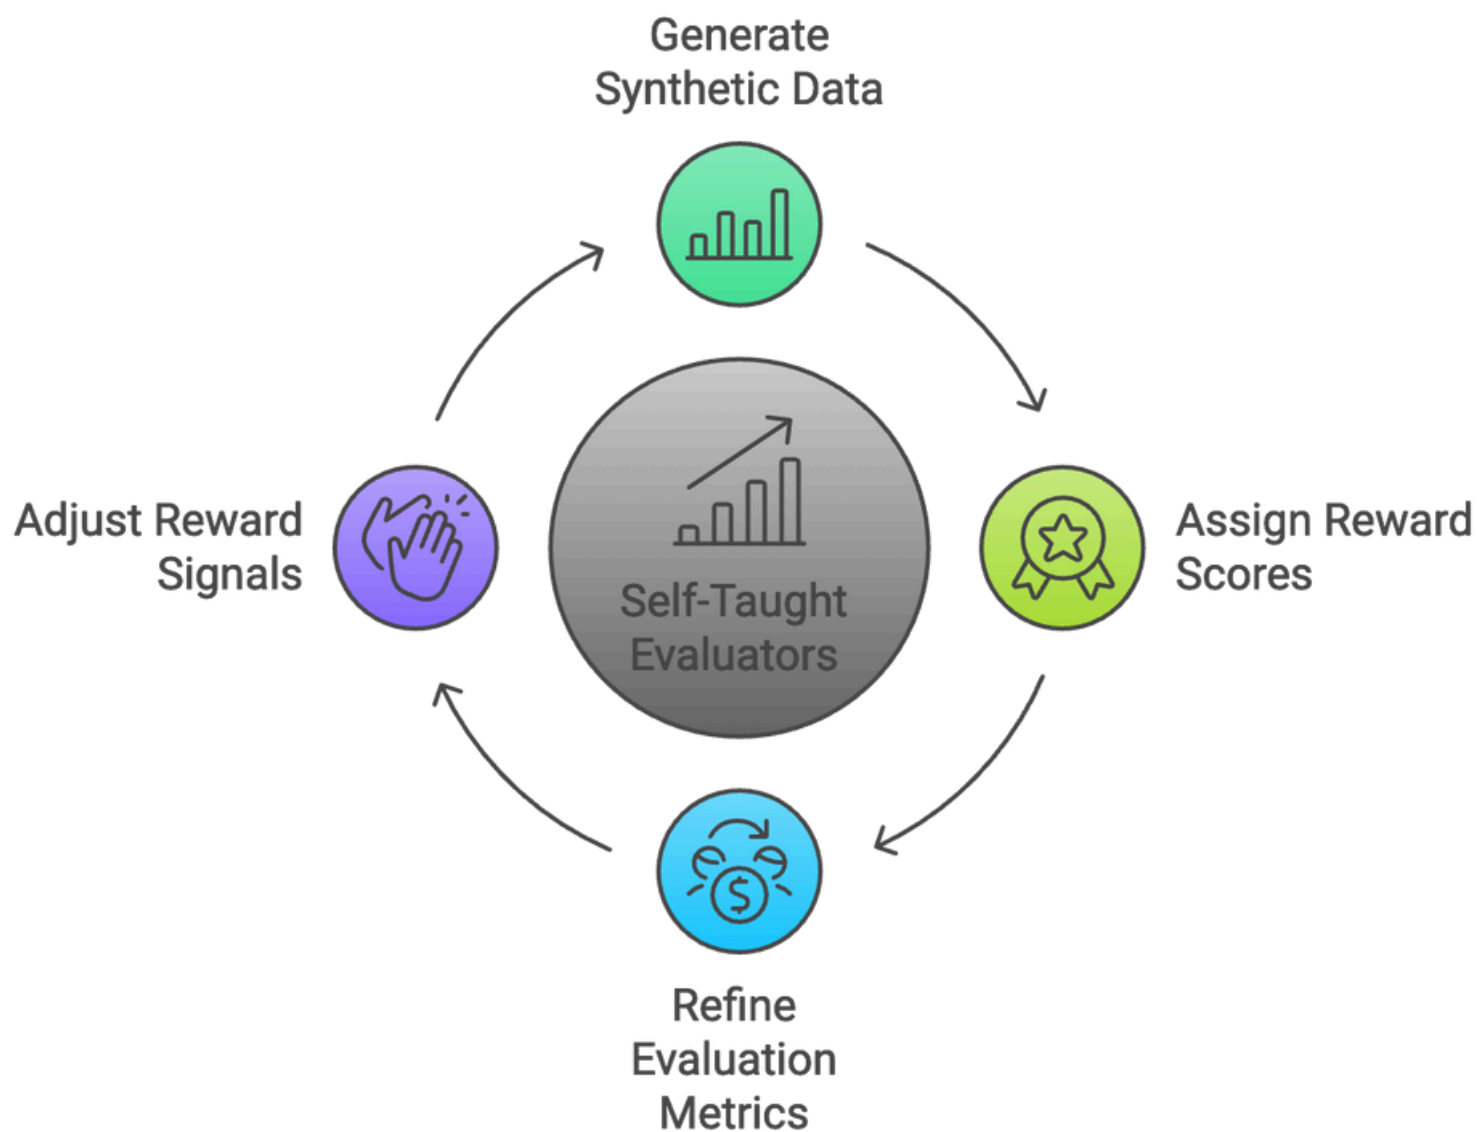 Generate
Synthetic Data
Adjust Reward
Signals
Self-Taught
Evaluators
Assign Reward
Scores
$
Refine
Evaluation
Metrics